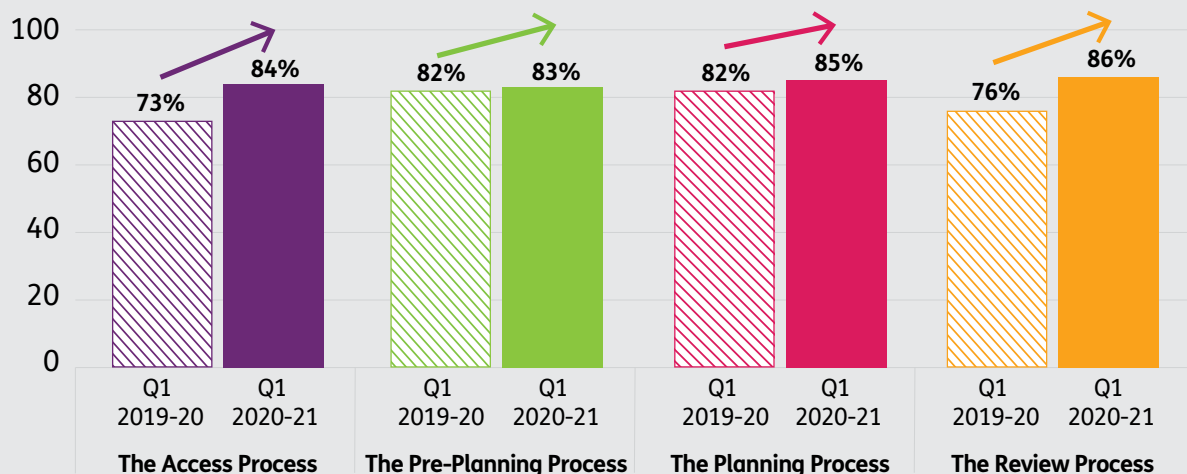 100
80
60
40
20
0
73%
84%
82%
83%
82%
85%
76%
86%
Q1
2019-20
Q1
2020-21
Q1
2019-20
Q1
2020-21
Q1
2019-20
Q1
2020-21
Q1
2019-20
Q1
2020-21
The Access Process
The Pre-Planning Process
The Planning Process
The Review Process